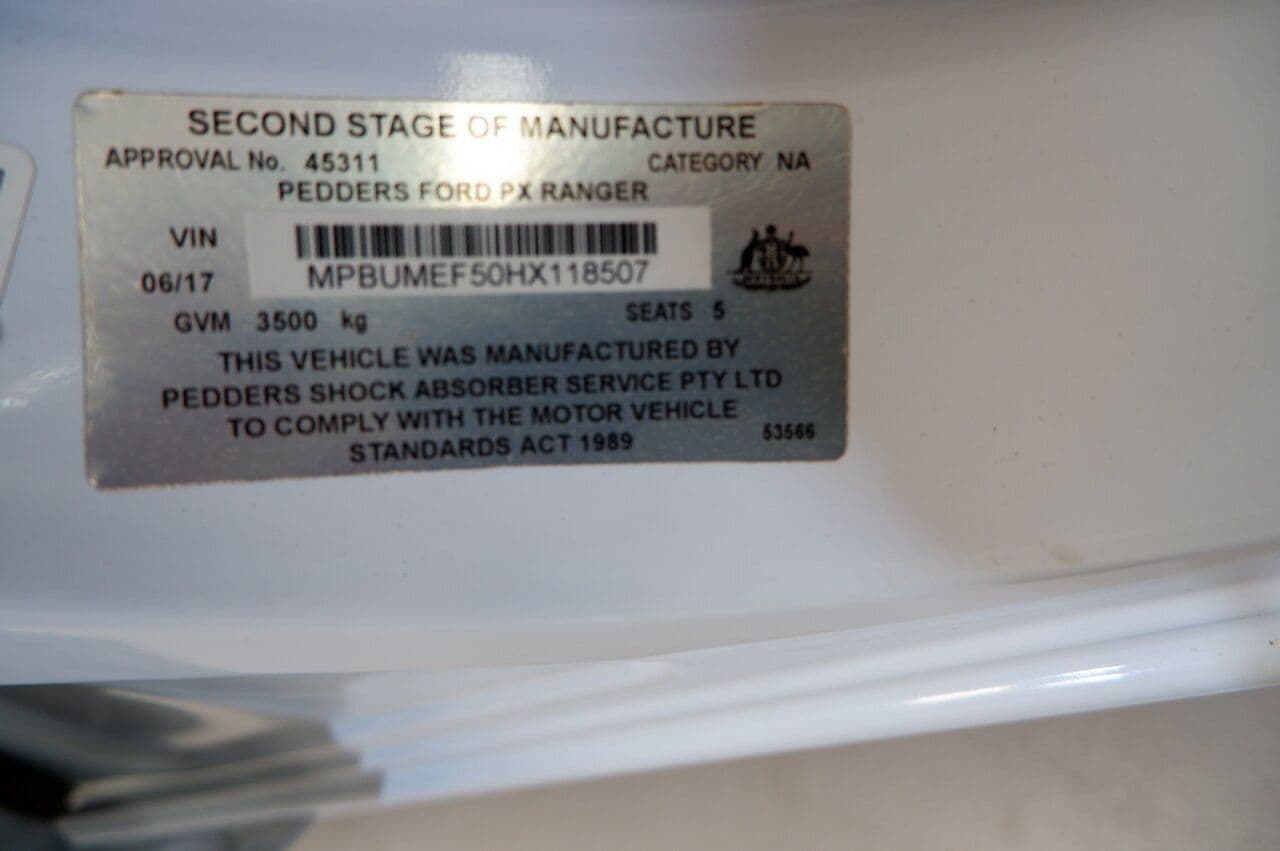 SECOND STAGE OF MANUFACTURE
APPROVAL No. 45311 CATEGORY NA
PEDDERS FORD PX RANGER
VIN
MPBUMEF50HX118507
06/17
GVM 3500 kg SEATS 5
THIS VEHICLE WAS MANUFACTURED BY
PEDDERS SHOCK ABSORBER SERVICE PTY LTD
TO COMPLY WITH THE MOTOR VEHICLE
STANDARDS ACT 1989
53566